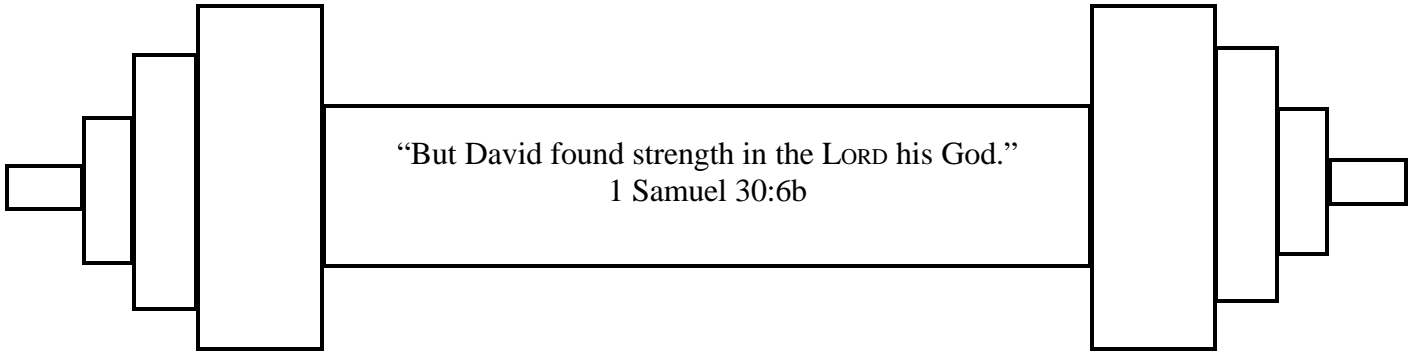 “But David found strength in the LORD his God.”
1 Samuel 30:6b